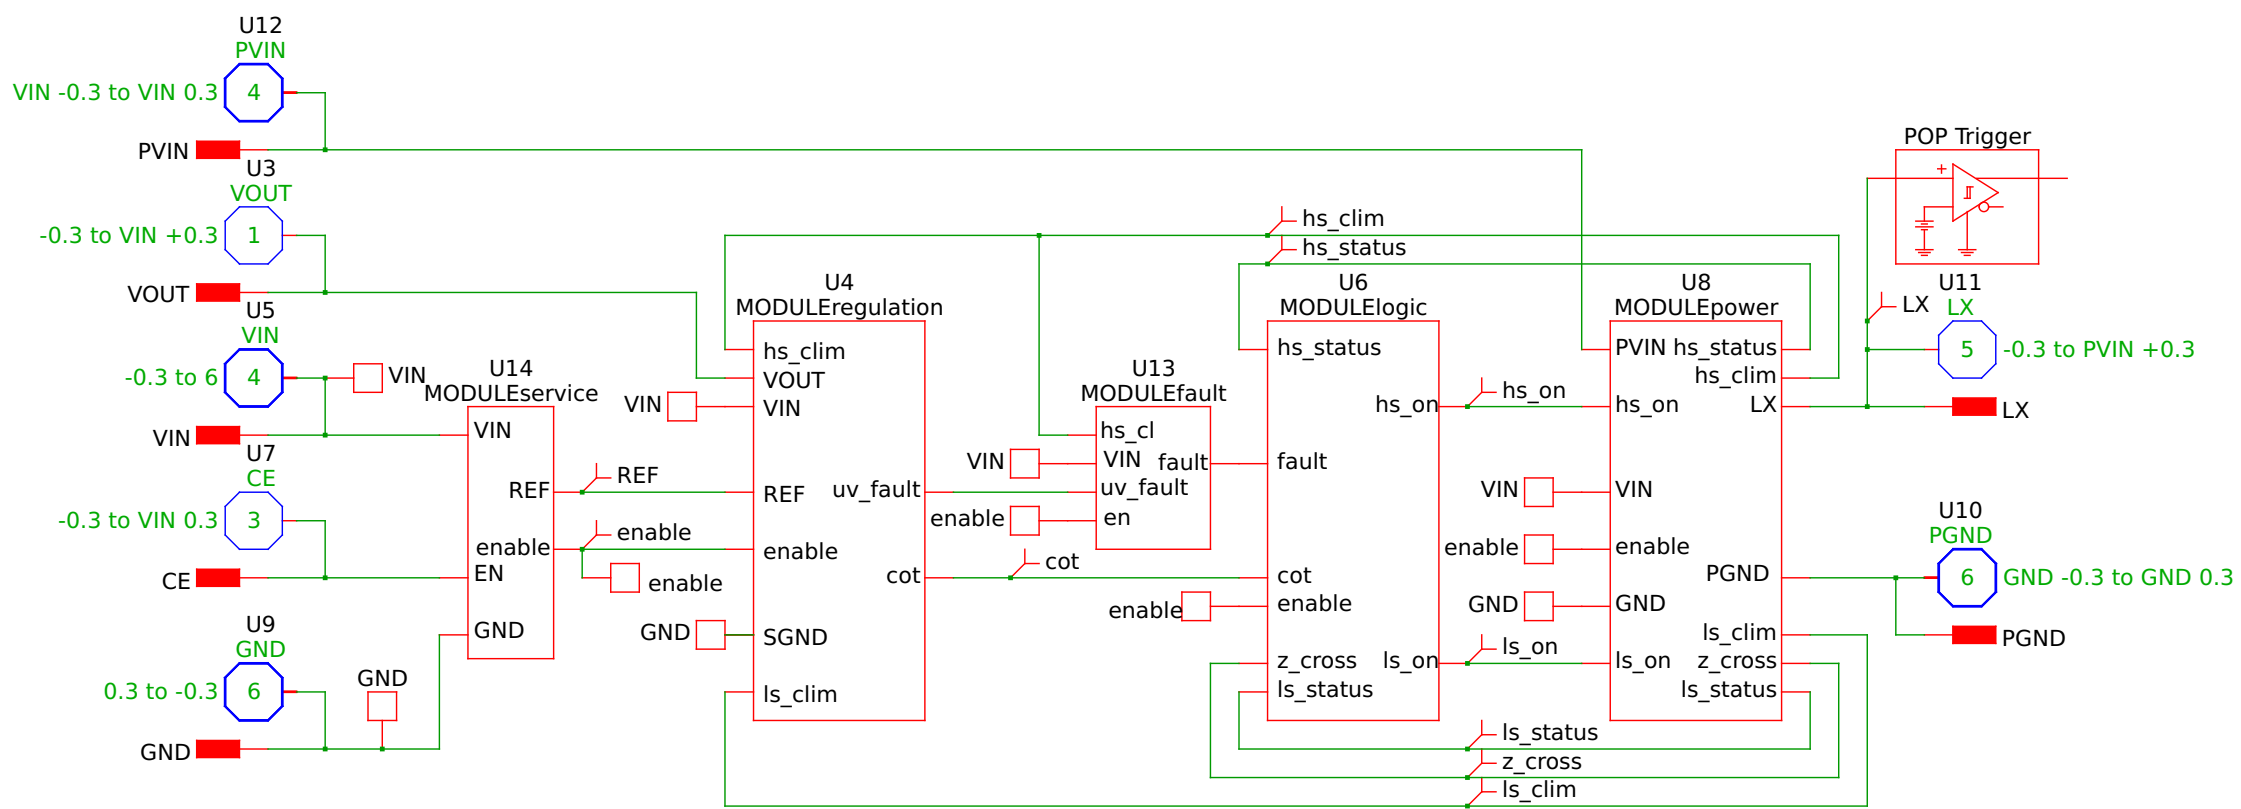 U12
PVIN
VIN -0.3 to VIN 0.3
4
PVIN
U3
VOUT
-0.3 to VIN +0.3
1
VOUT
U5
VIN
-0.3 to 6
4
VIN
VIN
U7
CE
-0.3 to VIN 0.3
3
CE
U9
GND
0.3 to -0.3
6
GND
GND
U14
MODULEservice
VIN
REF
enable
EN
GND
REF
enable
enable
U4
MODULEregulation
hs_clim
VOUT
VIN
VIN
REF
uv_fault
enable
cot
GND
SGND
ls_clim
U13
MODULEfault
hs_cl
VIN
VIN
fault
uv_fault
enable
en
cot
hs_clim
hs_status
U6
MODULElogic
hs_status
hs_on
fault
cot
enable
enable
z_cross
ls_on
ls_status
hs_on
ls_on
U8
MODULEpower
PVIN
hs_status
hs_clim
hs_on
LX
VIN
VIN
enable
enable
PGND
GND
GND
ls_clim
ls_on
z_cross
ls_status
ls_status
z_cross
ls_clim
POP Trigger
+
LX
U11
LX
5
-0.3 to PVIN +0.3
LX
U10
PGND
6
GND -0.3 to GND 0.3
PGND